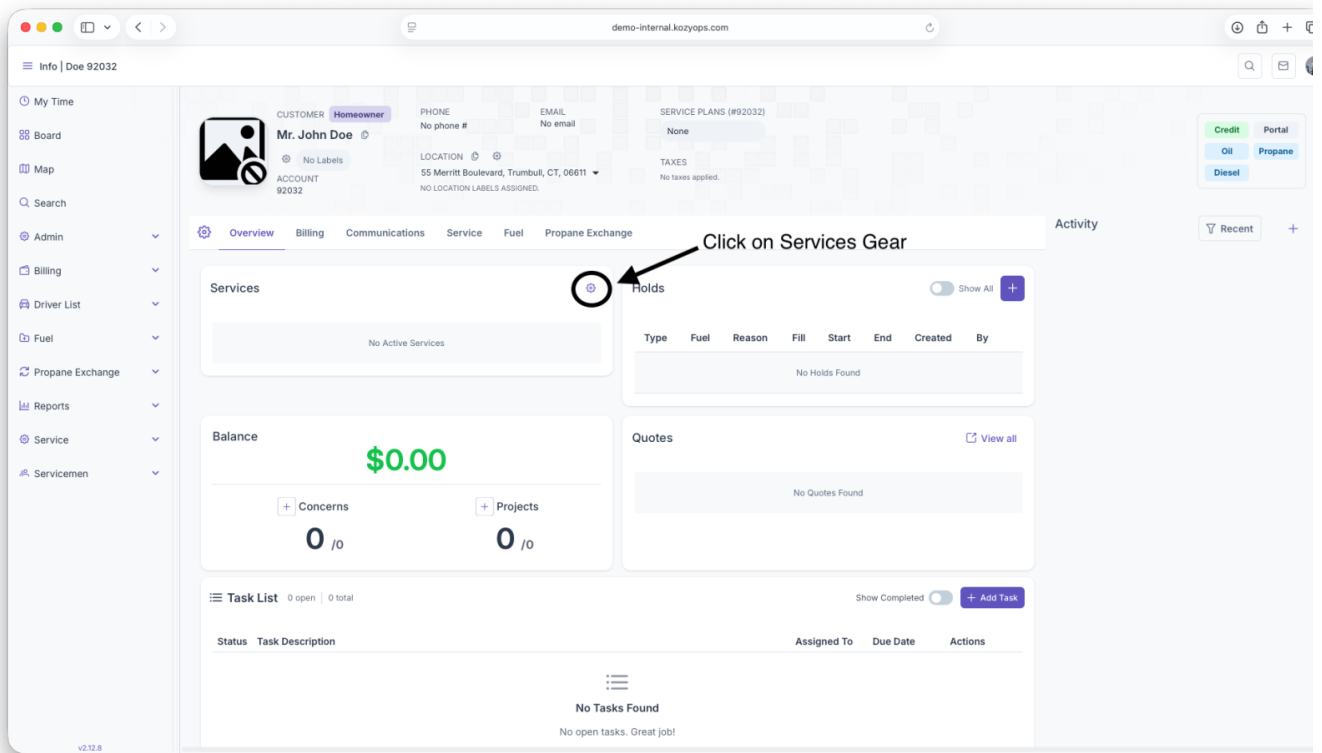 demo-internal.kozyops.com
Info | Doe 92032
My Time
Board
Map
Search
Admin
Billing
Driver List
Fuel
Propane Exchange
Reports
Service
Servicemen
v2.12.8
CUSTOMER Homeowner
Mr. John Doe
No Labels
ACCOUNT
92032
PHONE
No phone #
EMAIL
No email
LOCATION
55 Merritt Boulevard, Trumbull, CT, 06611
NO LOCATION LABELS ASSIGNED.
SERVICE PLANS (#92032)
None
TAXES
No taxes applied.
Credit Portal
Oil Propane
Diesel
Overview Billing Communications Service Fuel Propane Exchange
Click on Services Gear
Activity
Recent
Services
No Active Services
Holds
Show All
Type Fuel Reason Fill Start End Created By
No Holds Found
Balance
$0.00
Concerns
0 /0
Projects
0 /0
Quotes
View all
No Quotes Found
Task List 0 open | 0 total
Show Completed
+ Add Task
Status Task Description Assigned To Due Date Actions
No Tasks Found
No open tasks. Great job!